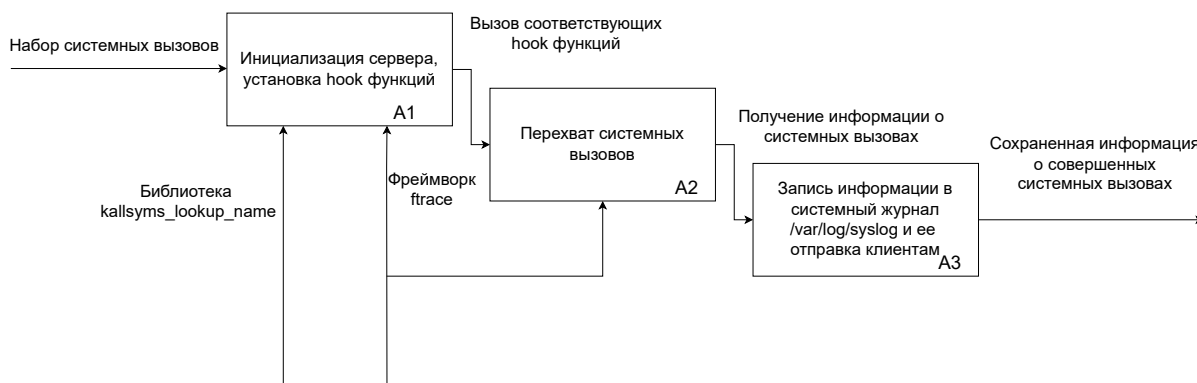 Набор системных вызовов
Инициализация сервера,
установка hook функций
A1
Вызов соответствующих
hook функций
Перехват системных
вызовов
A2
Получение информации о
системных вызовах
Запись информации в
системный журнал
/var/log/syslog и ее
отправка клиентам
A3
Сохраненная информация
о совершенных
системных вызовах
Библиотека
kallsyms_lookup_name
Фреймворк
ftrace